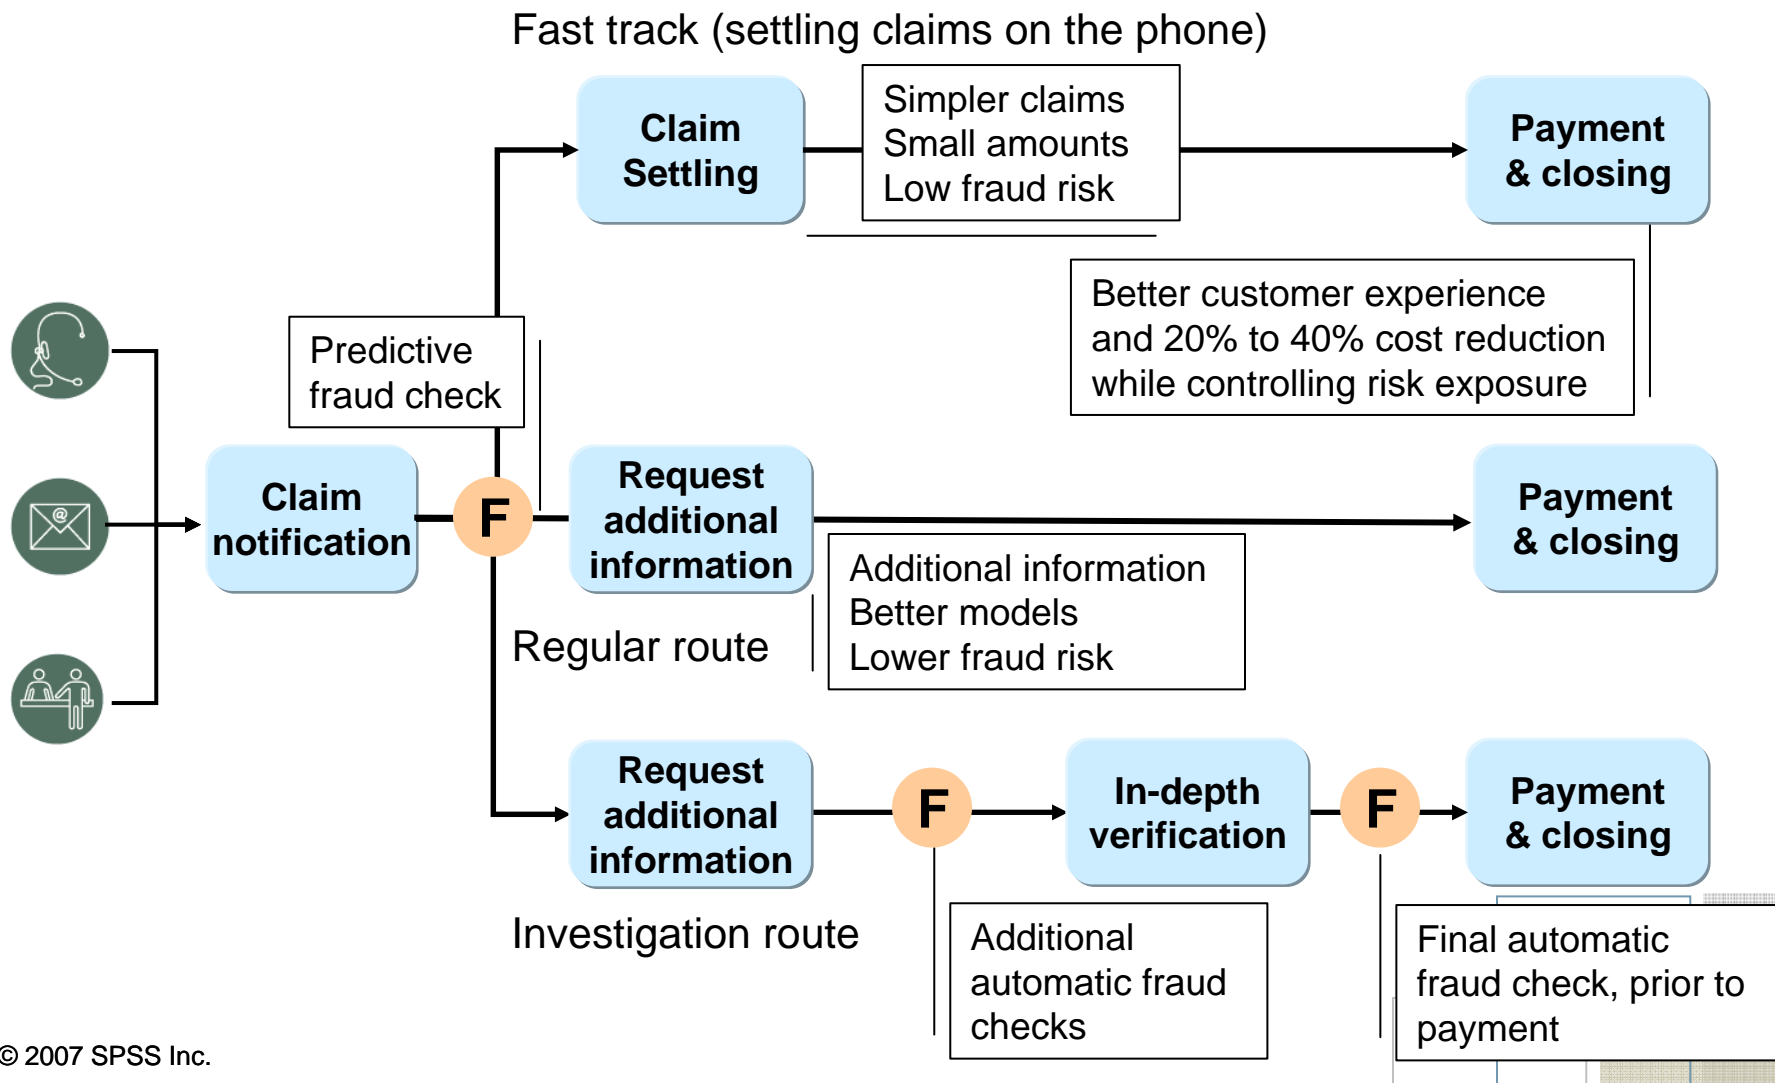 Fast track (settling claims on the phone)
Claim
Settling
Simpler claims
Small amounts
Low fraud risk
Payment
& closing
Better customer experience
and 20% to 40% cost reduction
while controlling risk exposure
Predictive
fraud check
@
Claim
notification
F
Request
additional
information
Payment
& closing
Additional information
Better models
Lower fraud risk
Regular route
Request
additional
information
F
In-depth
verification
F
Payment
& closing
Investigation route
Additional
automatic fraud
checks
Final automatic
fraud check, prior to
payment
© 2007 SPSS Inc.